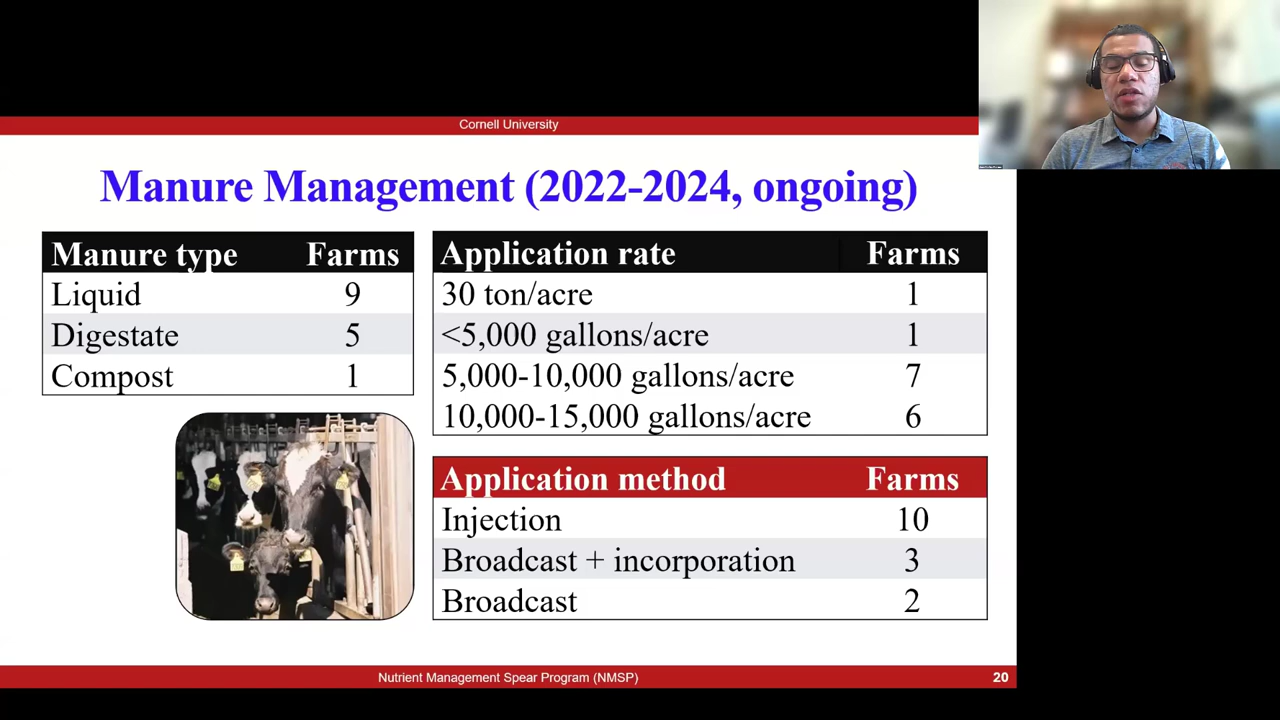 Cornell University
Manure Management (2022-2024, ongoing)
Manure type Farms
Liquid 9
Digestate 5
Compost 1
Application rate Farms
30 ton/acre 1
<5,000 gallons/acre 1
5,000-10,000 gallons/acre 7
10,000-15,000 gallons/acre 6
Application method Farms
Injection 10
Broadcast + incorporation 3
Broadcast 2
Nutrient Management Spear Program (NMSP) 20